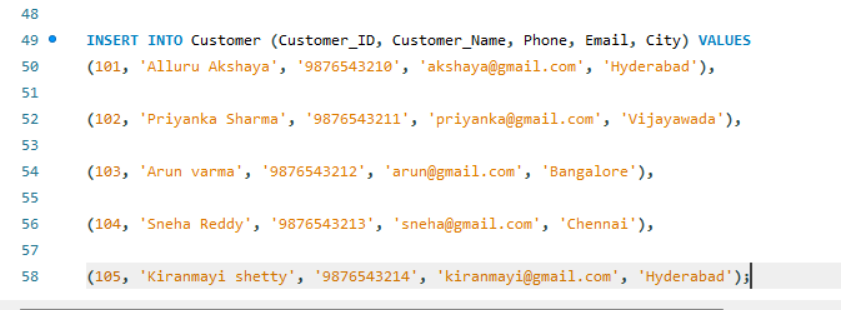 48
49 INSERT INTO Customer (Customer_ID, Customer_Name, Phone, Email, City) VALUES
50 (101, 'Alluru Akshaya', '9876543210', 'akshaya@gmail.com', 'Hyderabad'),
51
52 (102, 'Priyanka Sharma', '9876543211', 'priyanka@gmail.com', 'Vijayawada'),
53
54 (103, 'Arun varma', '9876543212', 'arun@gmail.com', 'Bangalore'),
55
56 (104, 'Sneha Reddy', '9876543213', 'sneha@gmail.com', 'Chennai'),
57
58 (105, 'Kiranmayi shetty', '9876543214', 'kiranmayi@gmail.com', 'Hyderabad');